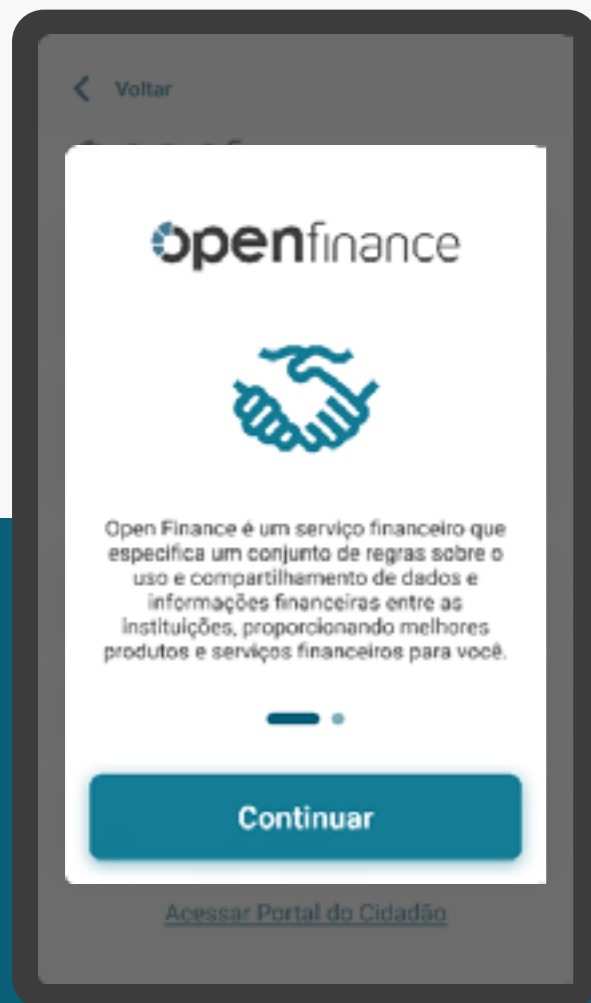 Voltar
openfinance
Open Finance é um serviço financeiro que
especifica um conjunto de regras sobre o
uso e compartilhamento de dados e
informações financeiras entre as
instituições, proporcionando melhores
produtos e serviços financeiros para você.
Continuar
Acessar Portal do Cidadão